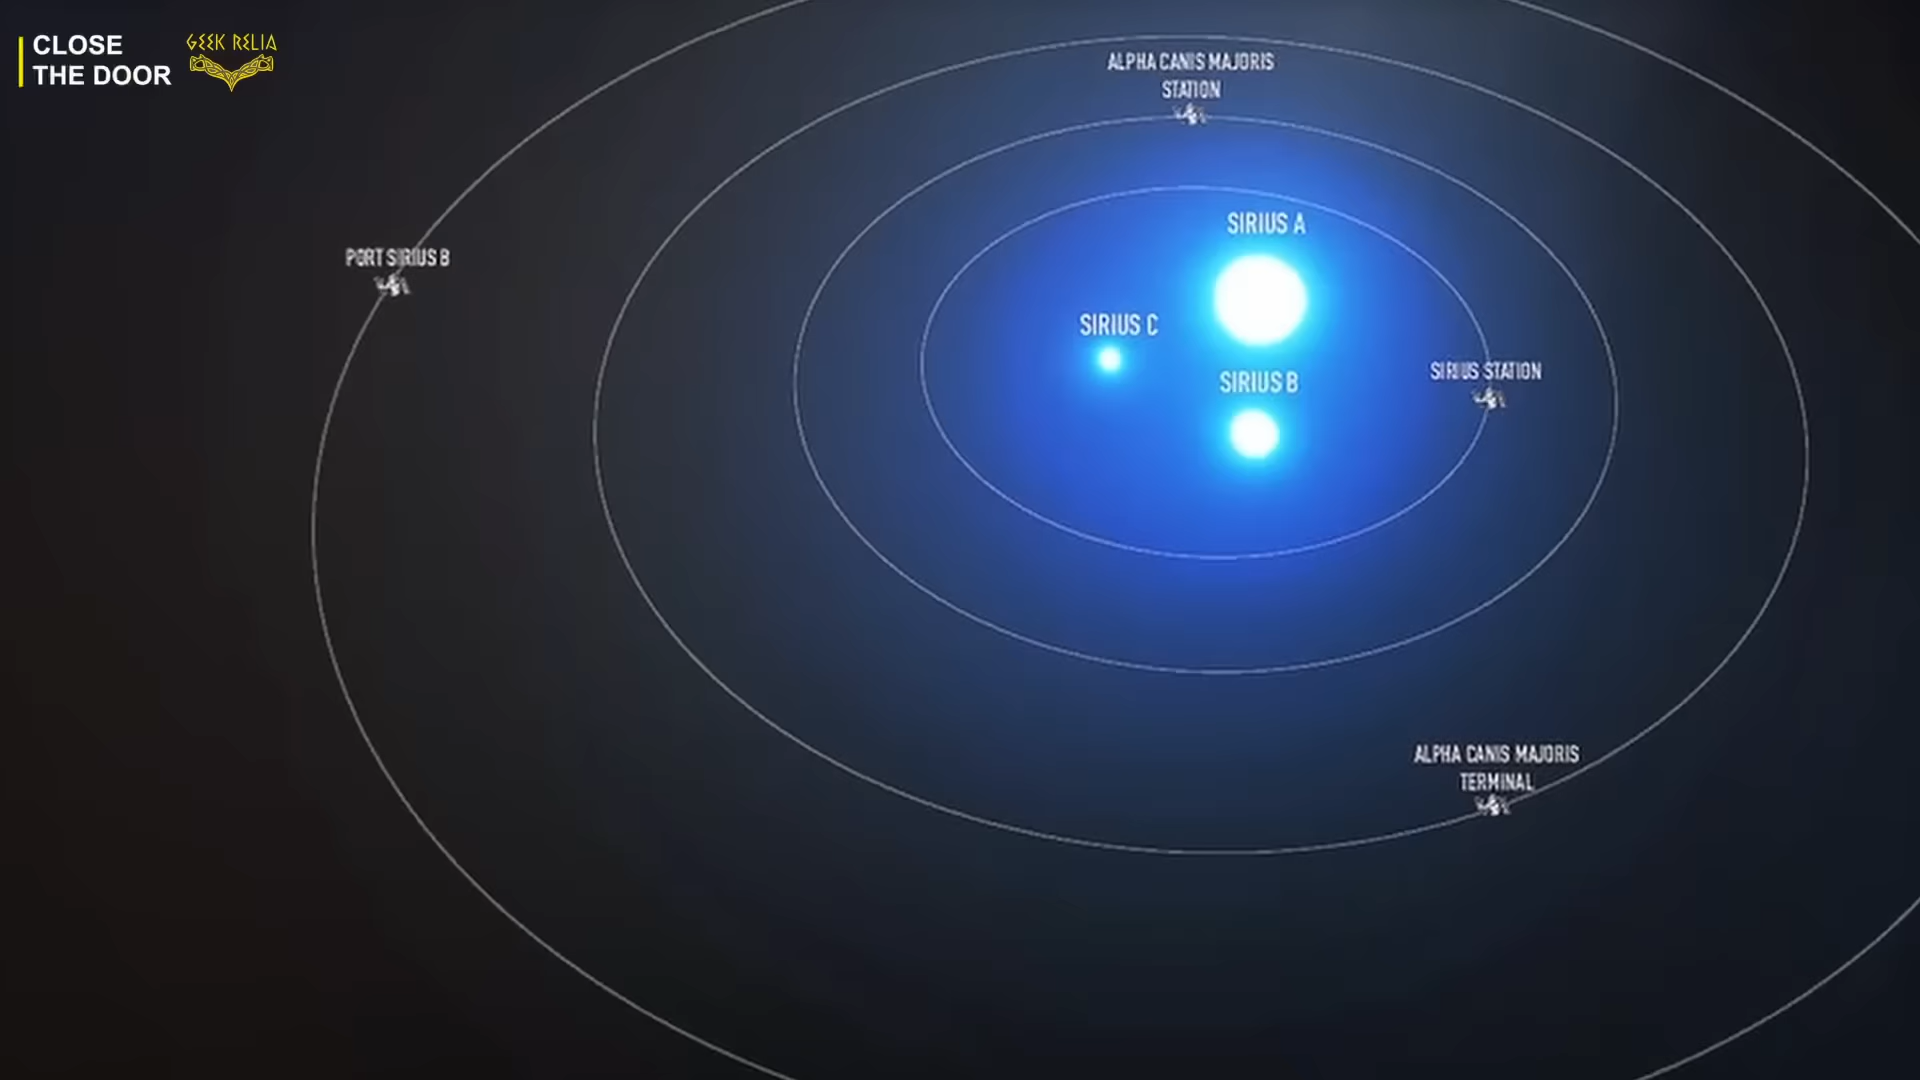 CLOSE
THE DOOR
GEEK RELIA
ALPHA CANIS MAJORIS
STATION
SIRIUS A
PORT SIRIUS B
SIRIUS C
SIRIUS STATION
SIRIUS B
ALPHA CANIS MAJORIS
TERMINAL